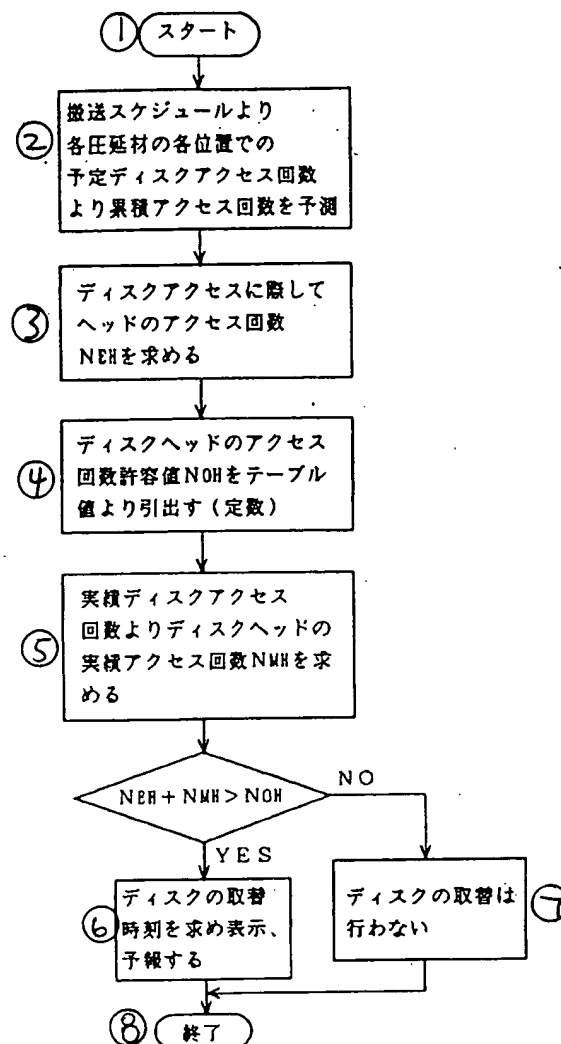 ① スタート
② 搬送スケジュールより
各圧延材の各位置での
予定ディスクアクセス回数
より累積アクセス回数を予測
③ ディスクアクセスに際して
ヘッドのアクセス回数
NEHを求める
④ ディスクヘッドのアクセス
回数許容値NOHをテーブル
値より引出す(定数)
⑤ 実績ディスクアクセス
回数よりディスクヘッドの
実績アクセス回数NMHを求
める
NEH+NMH>NOH
NO
YES
⑥ ディスクの取替
時刻を求め表示、
予報する
⑦ ディスクの取替は
行わない
⑧ 終了